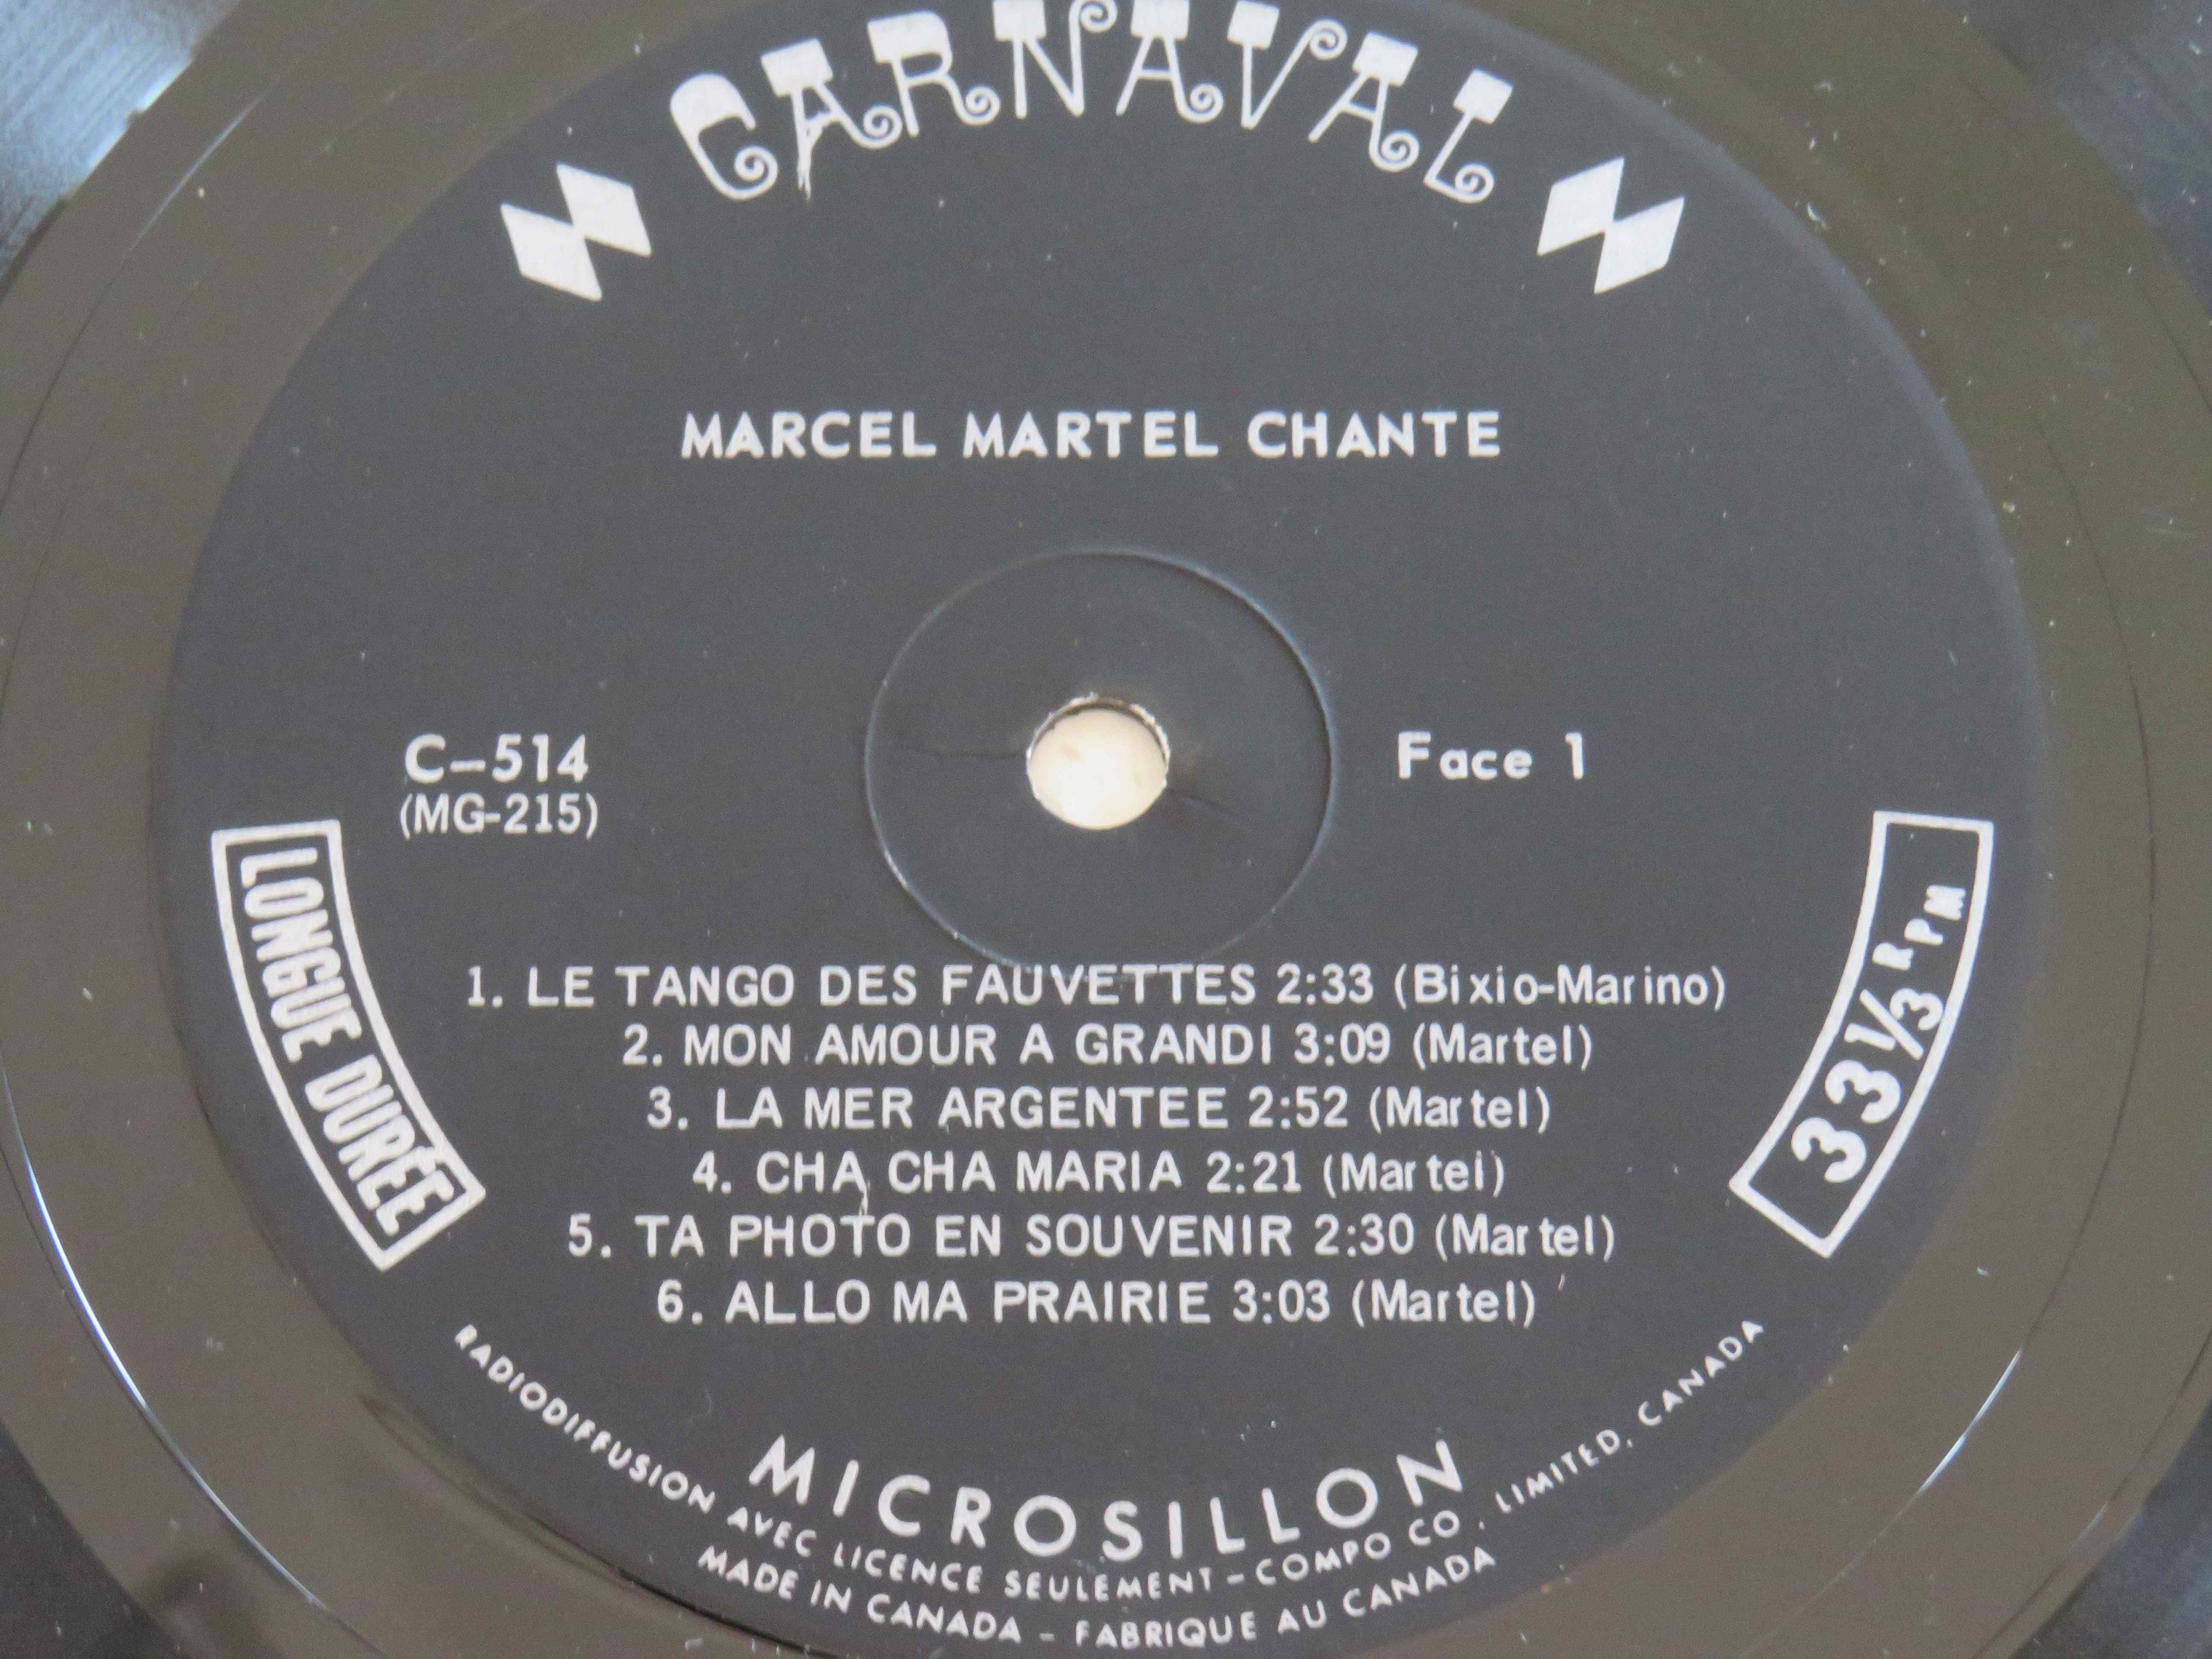 CARNAVAL
MARCEL MARTEL CHANTE
C-514
(MG-215)
Face 1
LONGUE DURÉE
33 1/3 RPM
1. LE TANGO DES FAUVETTES 2:33 (Bixio-Marino)
2. MON AMOUR A GRANDI 3:09 (Martel)
3. LA MER ARGENTEE 2:52 (Martel)
4. CHA CHA MARIA 2:21 (Martel)
5. TA PHOTO EN SOUVENIR 2:30 (Martel)
6. ALLO MA PRAIRIE 3:03 (Martel)
MICROSILLON
RADIODIFFUSION AVEC LICENCE SEULEMENT - COMPO CO. LIMITED, CANADA
MADE IN CANADA - FABRIQUE AU CANADA